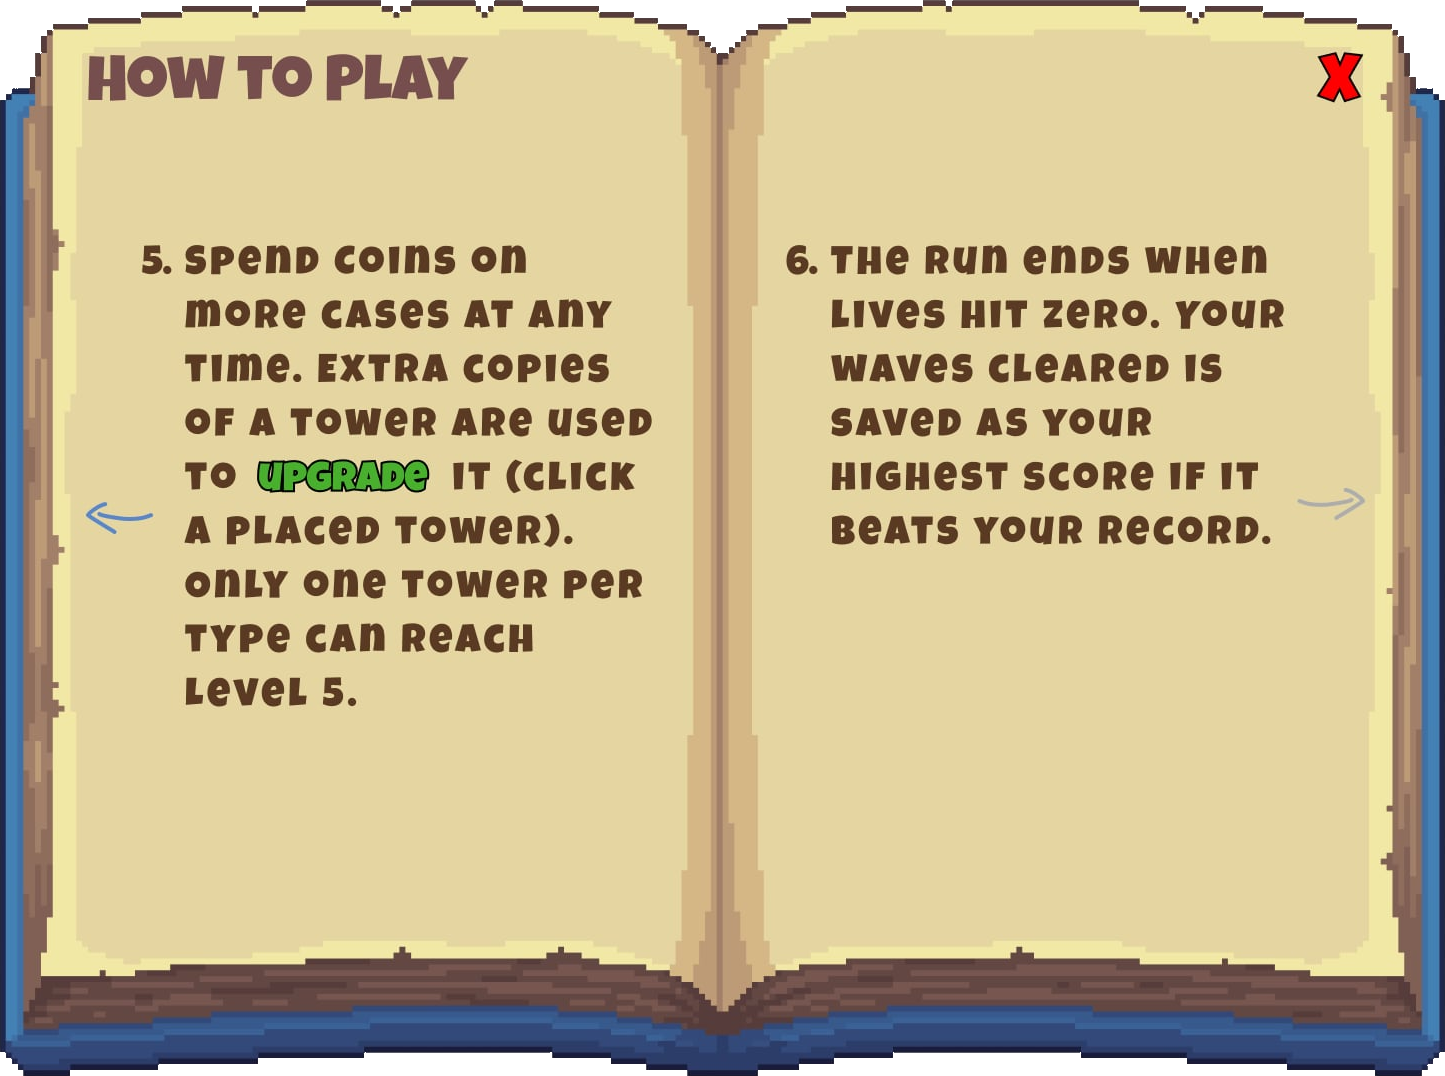 HOW TO PLAY
X
5. Spend coins on
more cases at any
time. Extra copies
of a tower are used
to UPGRADE it (click
a placed tower).
Only one tower per
type can reach
Level 5.
6. The run ends when
lives hit zero. Your
waves cleared is
saved as your
highest score if it
beats your record.